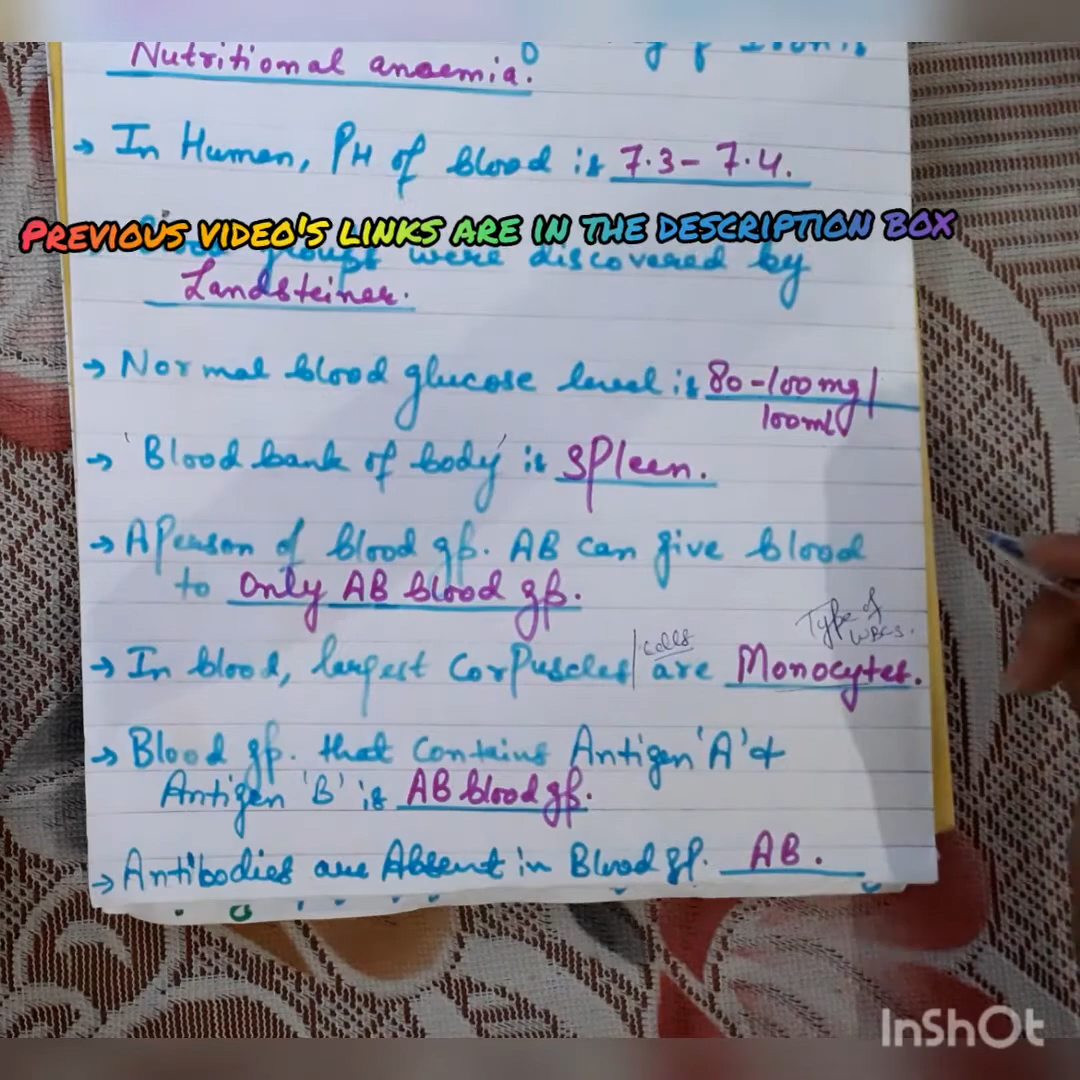 Nutritional anaemia.
→ In Human, PH of blood is 7.3 - 7.4.
PREVIOUS VIDEO'S LINKS ARE IN THE DESCRIPTION BOX
groups were discovered by
Landsteiner.
→ Normal blood glucose level is 80-100mg/
100ml
→ 'Blood bank of body' is Spleen.
→ A Person of blood gp. AB can give blood
to Only AB blood gp.
Type of
WBCs.
cells
→ In blood, largest Corpuscles/ are Monocytes.
→ Blood gp. that contains Antigen 'A' &
Antigen 'B' is AB blood gp.
→ Antibodies are Absent in Blood gp. AB.
InShOt